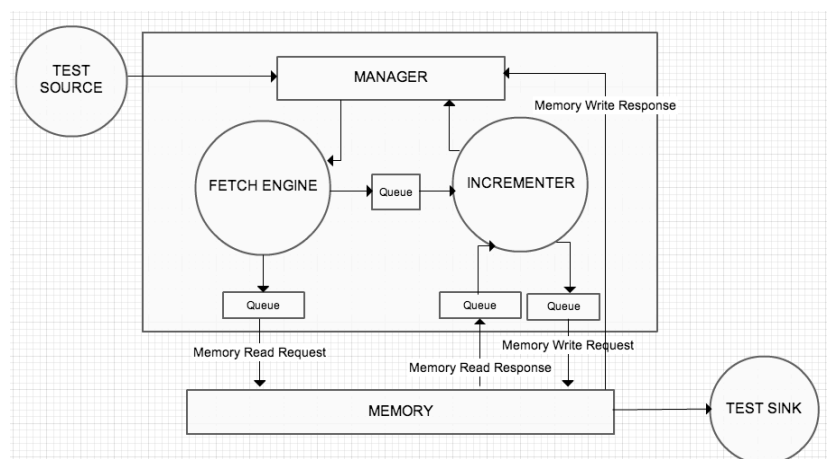 TEST
SOURCE
MANAGER
Memory Write Response
FETCH ENGINE
Queue
INCREMENTER
Queue
Queue
Queue
Memory Read Request
Memory Write Request
Memory Read Response
MEMORY
TEST SINK